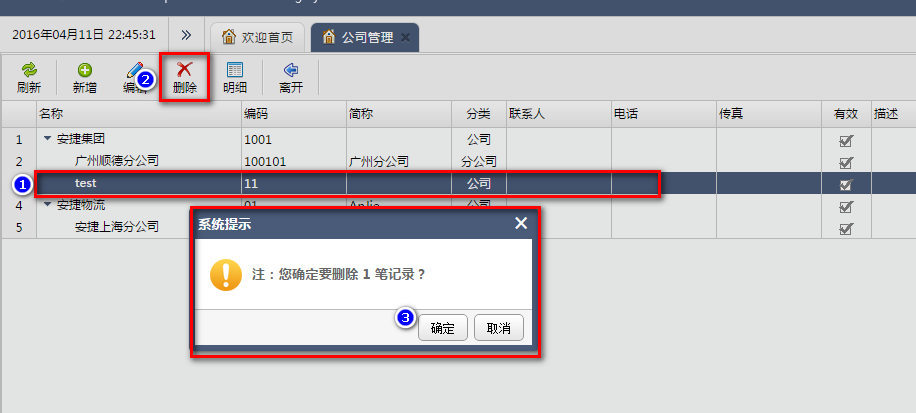 2016年04月11日 22:45:31 » 欢迎首页 公司管理 ×
刷新 新增 编辑 2 删除 明细 离开
名称 编码 简称 分类 联系人 电话 传真 有效 描述
1 安捷集团 1001 公司
2 广州顺德分公司 100101 广州分公司 分公司
1 test 11 公司
4 安捷物流 01 AnJie 公司
5 安捷上海分公司
系统提示
注：您确定要删除 1 笔记录？
3 确定 取消